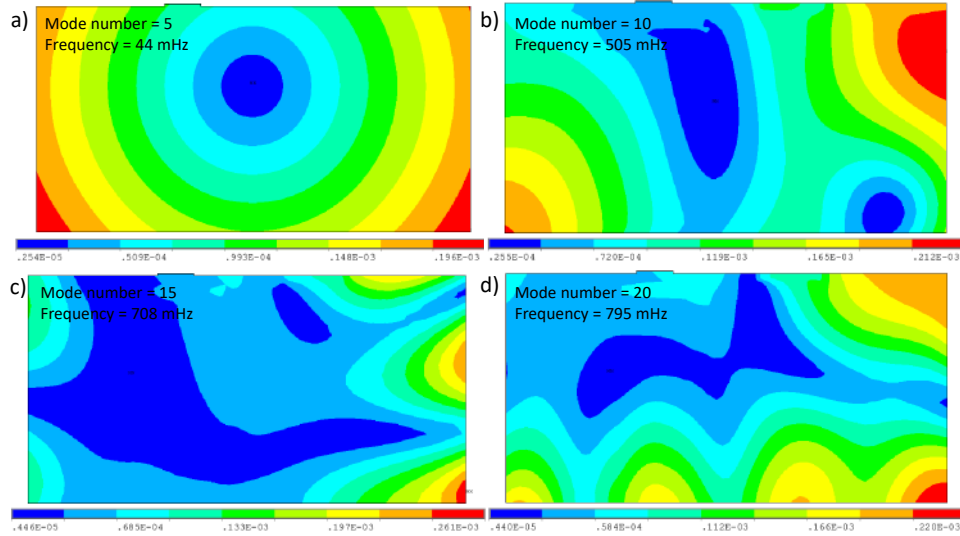 a)
Mode number = 5
Frequency = 44 mHz
.254E-05
.509E-04
.993E-04
.148E-03
.196E-03
b)
Mode number = 10
Frequency = 505 mHz
.255E-05
.720E-04
.119E-03
.165E-03
.212E-03
c)
Mode number = 15
Frequency = 708 mHz
.446E-05
.685E-04
.133E-03
.197E-03
.261E-03
d)
Mode number = 20
Frequency = 795 mHz
.440E-05
.584E-04
.112E-03
.166E-03
.220E-03